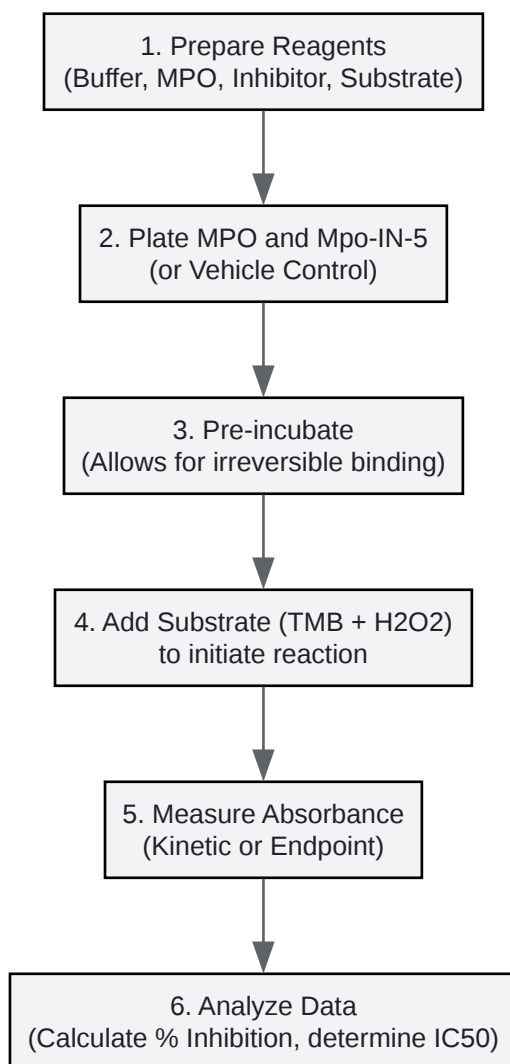 1. Prepare Reagents
(Buffer, MPO, Inhibitor, Substrate)
2. Plate MPO and Mpo-IN-5
(or Vehicle Control)
3. Pre-incubate
(Allows for irreversible binding)
4. Add Substrate (TMB + H2O2)
to initiate reaction
5. Measure Absorbance
(Kinetic or Endpoint)
6. Analyze Data
(Calculate % Inhibition, determine IC50)